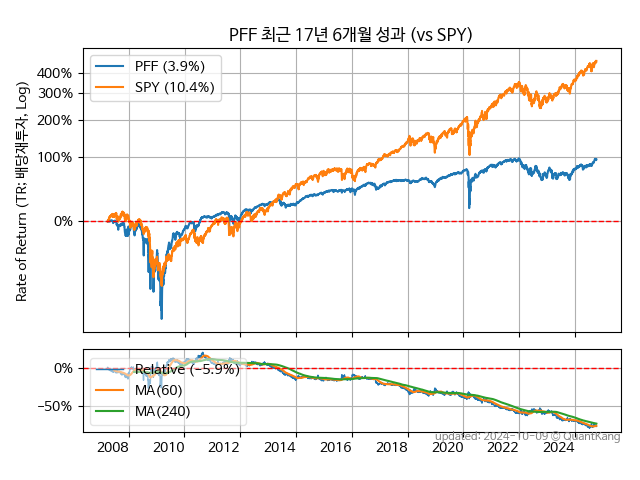 PFF 최근 17년 6개월 성과 (vs SPY)
Rate of Return (TR: 배당재투자, Log)
PFF (3.9%)
SPY (10.4%)
400%
300%
200%
100%
0%
Relative (−5.9%)
MA(60)
MA(240)
0%
−50%
2008 2010 2012 2014 2016 2018 2020 2022 2024
updated: 2024-10-09 © QuantKang